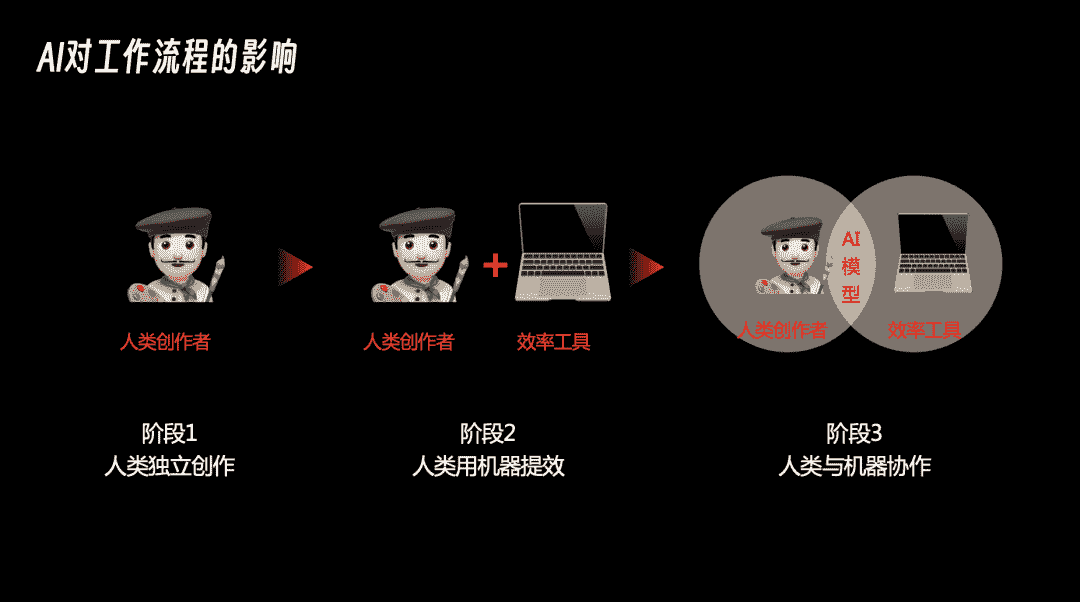 AI对工作流程的影响
人类创作者
阶段1
人类独立创作
人类创作者
+
效率工具
阶段2
人类用机器提效
AI
模
型
人类创作者
效率工具
阶段3
人类与机器协作